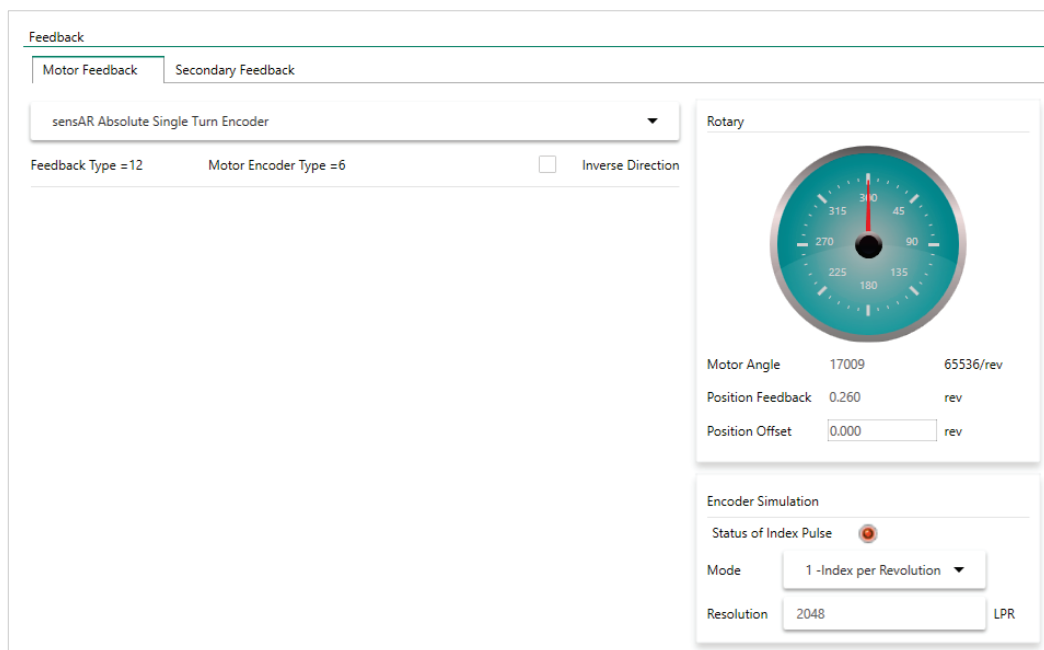 Feedback
Motor Feedback Secondary Feedback
sensAR Absolute Single Turn Encoder
Feedback Type =12 Motor Encoder Type =6 Inverse Direction
Rotary
315 45
270 90
225 135
180
Motor Angle 17009 65536/rev
Position Feedback 0.260 rev
Position Offset 0.000 rev
Encoder Simulation
Status of Index Pulse
Mode 1 -Index per Revolution
Resolution 2048 LPR